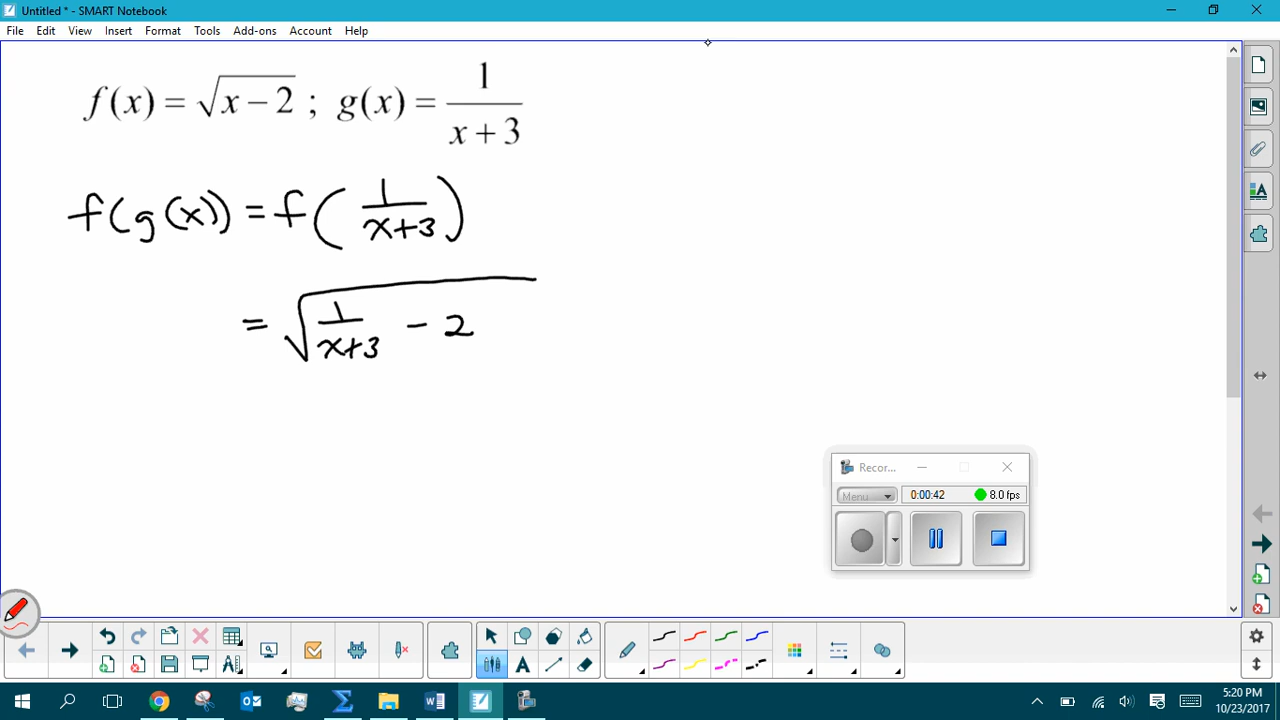 Untitled * - SMART Notebook
File Edit View Insert Format Tools Add-ons Account Help
f(x) = √(x − 2) ; g(x) = 1/(x + 3)
f(g(x)) = f(1/(x+3))
= √(1/(x+3) - 2)
Recor...
Menu 0:00:42 8.0 fps
5:20 PM
10/23/2017